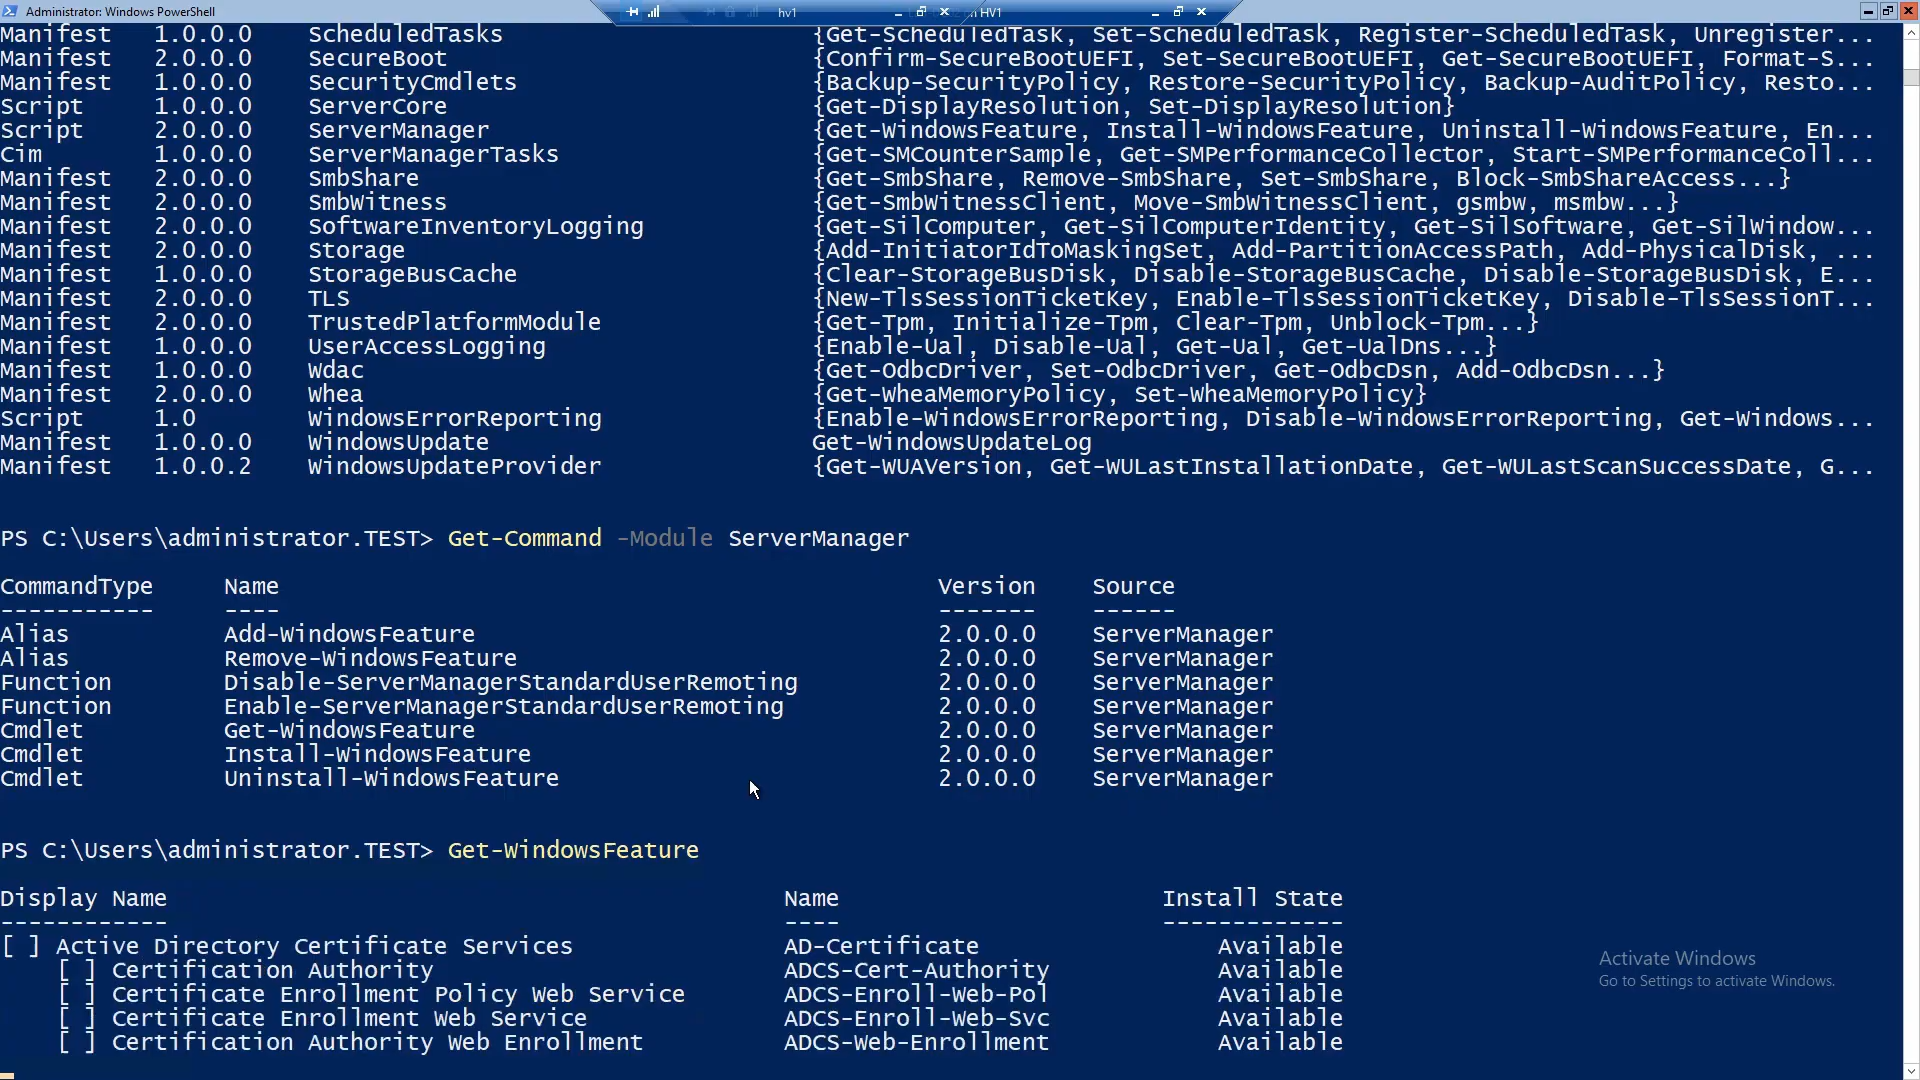 Administrator: Windows PowerShell
hv1
HV1
Manifest 1.0.0.0 ScheduledTasks {Get-ScheduledTask, Set-ScheduledTask, Register-ScheduledTask, Unregister...
Manifest 2.0.0.0 SecureBoot {Confirm-SecureBootUEFI, Set-SecureBootUEFI, Get-SecureBootUEFI, Format-S...
Manifest 1.0.0.0 SecurityCmdlets {Backup-SecurityPolicy, Restore-SecurityPolicy, Backup-AuditPolicy, Resto...
Script 1.0.0.0 ServerCore {Get-DisplayResolution, Set-DisplayResolution}
Script 2.0.0.0 ServerManager {Get-WindowsFeature, Install-WindowsFeature, Uninstall-WindowsFeature, En...
Cim 1.0.0.0 ServerManagerTasks {Get-SMCounterSample, Get-SMPerformanceCollector, Start-SMPerformanceColl...
Manifest 2.0.0.0 SmbShare {Get-SmbShare, Remove-SmbShare, Set-SmbShare, Block-SmbShareAccess...}
Manifest 2.0.0.0 SmbWitness {Get-SmbWitnessClient, Move-SmbWitnessClient, gsmbw, msmbw...}
Manifest 2.0.0.0 SoftwareInventoryLogging {Get-SilComputer, Get-SilComputerIdentity, Get-SilSoftware, Get-SilWindow...
Manifest 2.0.0.0 Storage {Add-InitiatorIdToMaskingSet, Add-PartitionAccessPath, Add-PhysicalDisk, ...
Manifest 1.0.0.0 StorageBusCache {Clear-StorageBusDisk, Disable-StorageBusCache, Disable-StorageBusDisk, E...
Manifest 2.0.0.0 TLS {New-TlsSessionTicketKey, Enable-TlsSessionTicketKey, Disable-TlsSessionT...
Manifest 2.0.0.0 TrustedPlatformModule {Get-Tpm, Initialize-Tpm, Clear-Tpm, Unblock-Tpm...}
Manifest 1.0.0.0 UserAccessLogging {Enable-Ual, Disable-Ual, Get-Ual, Get-UalDns...}
Manifest 1.0.0.0 Wdac {Get-OdbcDriver, Set-OdbcDriver, Get-OdbcDsn, Add-OdbcDsn...}
Manifest 2.0.0.0 Whea {Get-WheaMemoryPolicy, Set-WheaMemoryPolicy}
Script 1.0 WindowsErrorReporting {Enable-WindowsErrorReporting, Disable-WindowsErrorReporting, Get-Windows...
Manifest 1.0.0.0 WindowsUpdate Get-WindowsUpdateLog
Manifest 1.0.0.2 WindowsUpdateProvider {Get-WUAVersion, Get-WULastInstallationDate, Get-WULastScanSuccessDate, G...
PS C:\Users\administrator.TEST> Get-Command -Module ServerManager
CommandType Name Version Source
----------- ---- ------- ------
Alias Add-WindowsFeature 2.0.0.0 ServerManager
Alias Remove-WindowsFeature 2.0.0.0 ServerManager
Function Disable-ServerManagerStandardUserRemoting 2.0.0.0 ServerManager
Function Enable-ServerManagerStandardUserRemoting 2.0.0.0 ServerManager
Cmdlet Get-WindowsFeature 2.0.0.0 ServerManager
Cmdlet Install-WindowsFeature 2.0.0.0 ServerManager
Cmdlet Uninstall-WindowsFeature 2.0.0.0 ServerManager
PS C:\Users\administrator.TEST> Get-WindowsFeature
Display Name Name Install State
------------ ---- -------------
[ ] Active Directory Certificate Services AD-Certificate Available
[ ] Certification Authority ADCS-Cert-Authority Available
[ ] Certificate Enrollment Policy Web Service ADCS-Enroll-Web-Pol Available
[ ] Certificate Enrollment Web Service ADCS-Enroll-Web-Svc Available
[ ] Certification Authority Web Enrollment ADCS-Web-Enrollment Available
Activate Windows
Go to Settings to activate Windows.